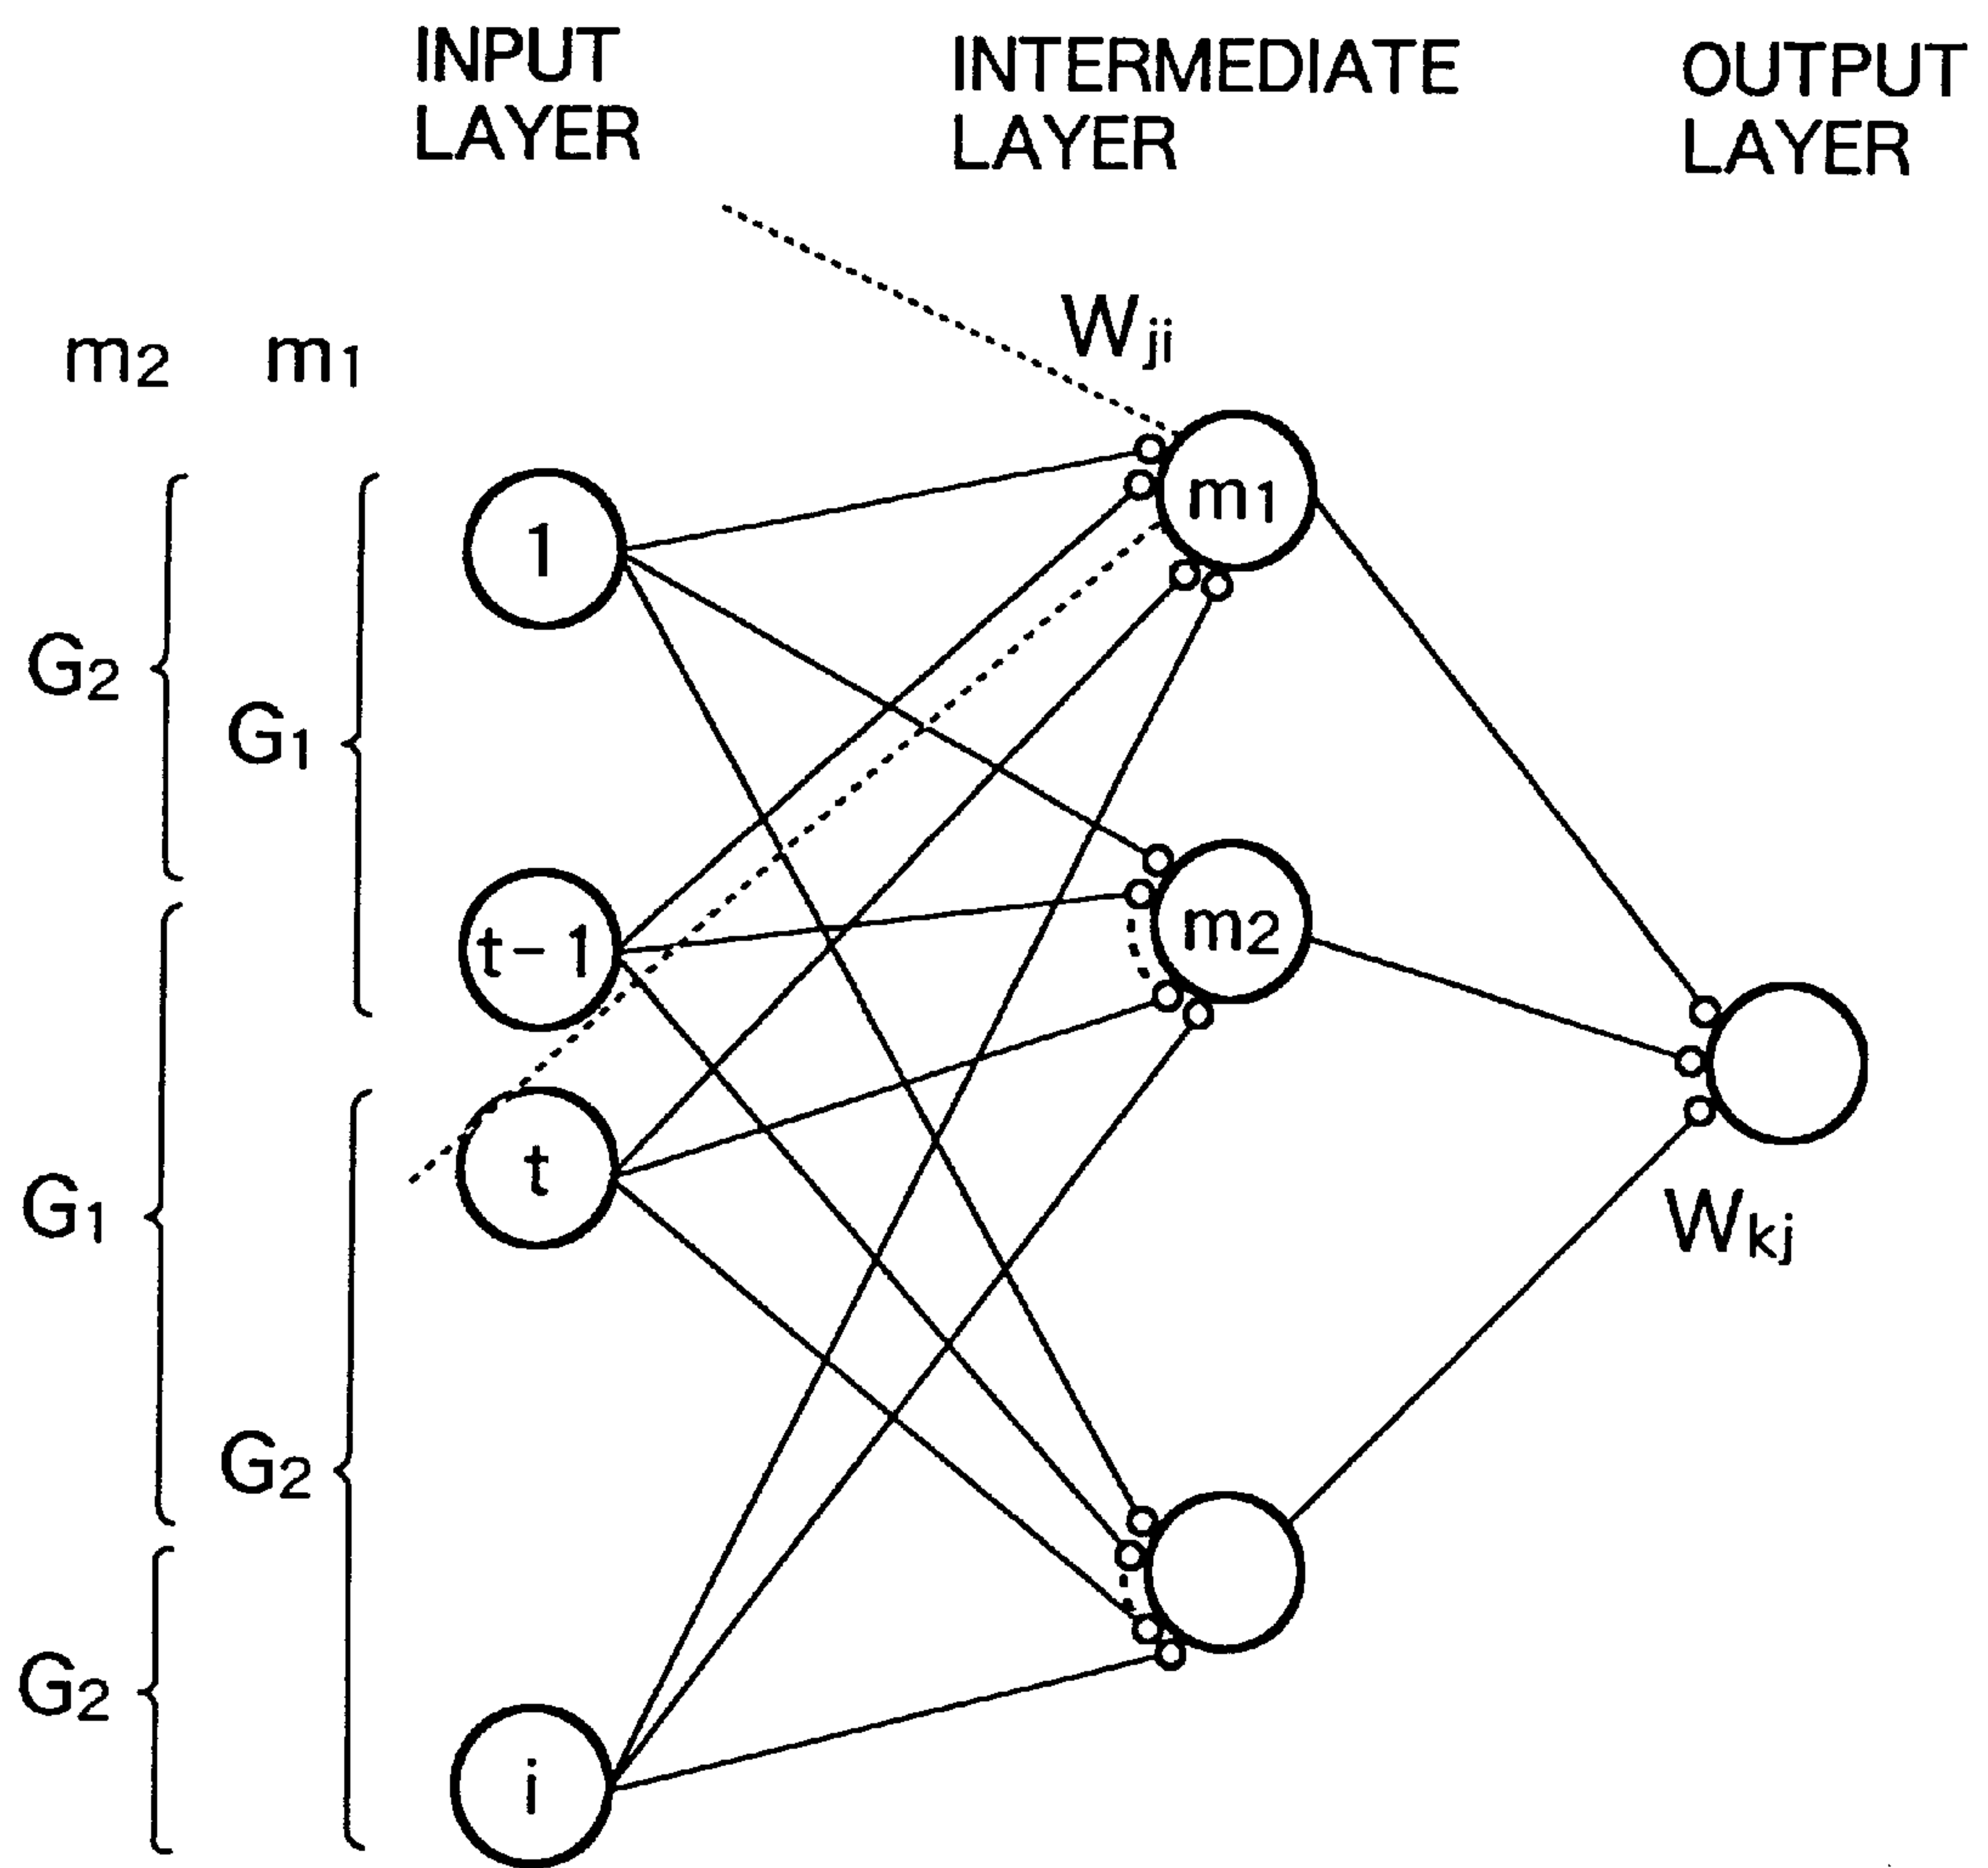 INPUT
LAYER
INTERMEDIATE
LAYER
OUTPUT
LAYER
Wji
m2
m1
m1
1
G2
G1
m2
t-1
t
G1
Wkj
G2
G2
i